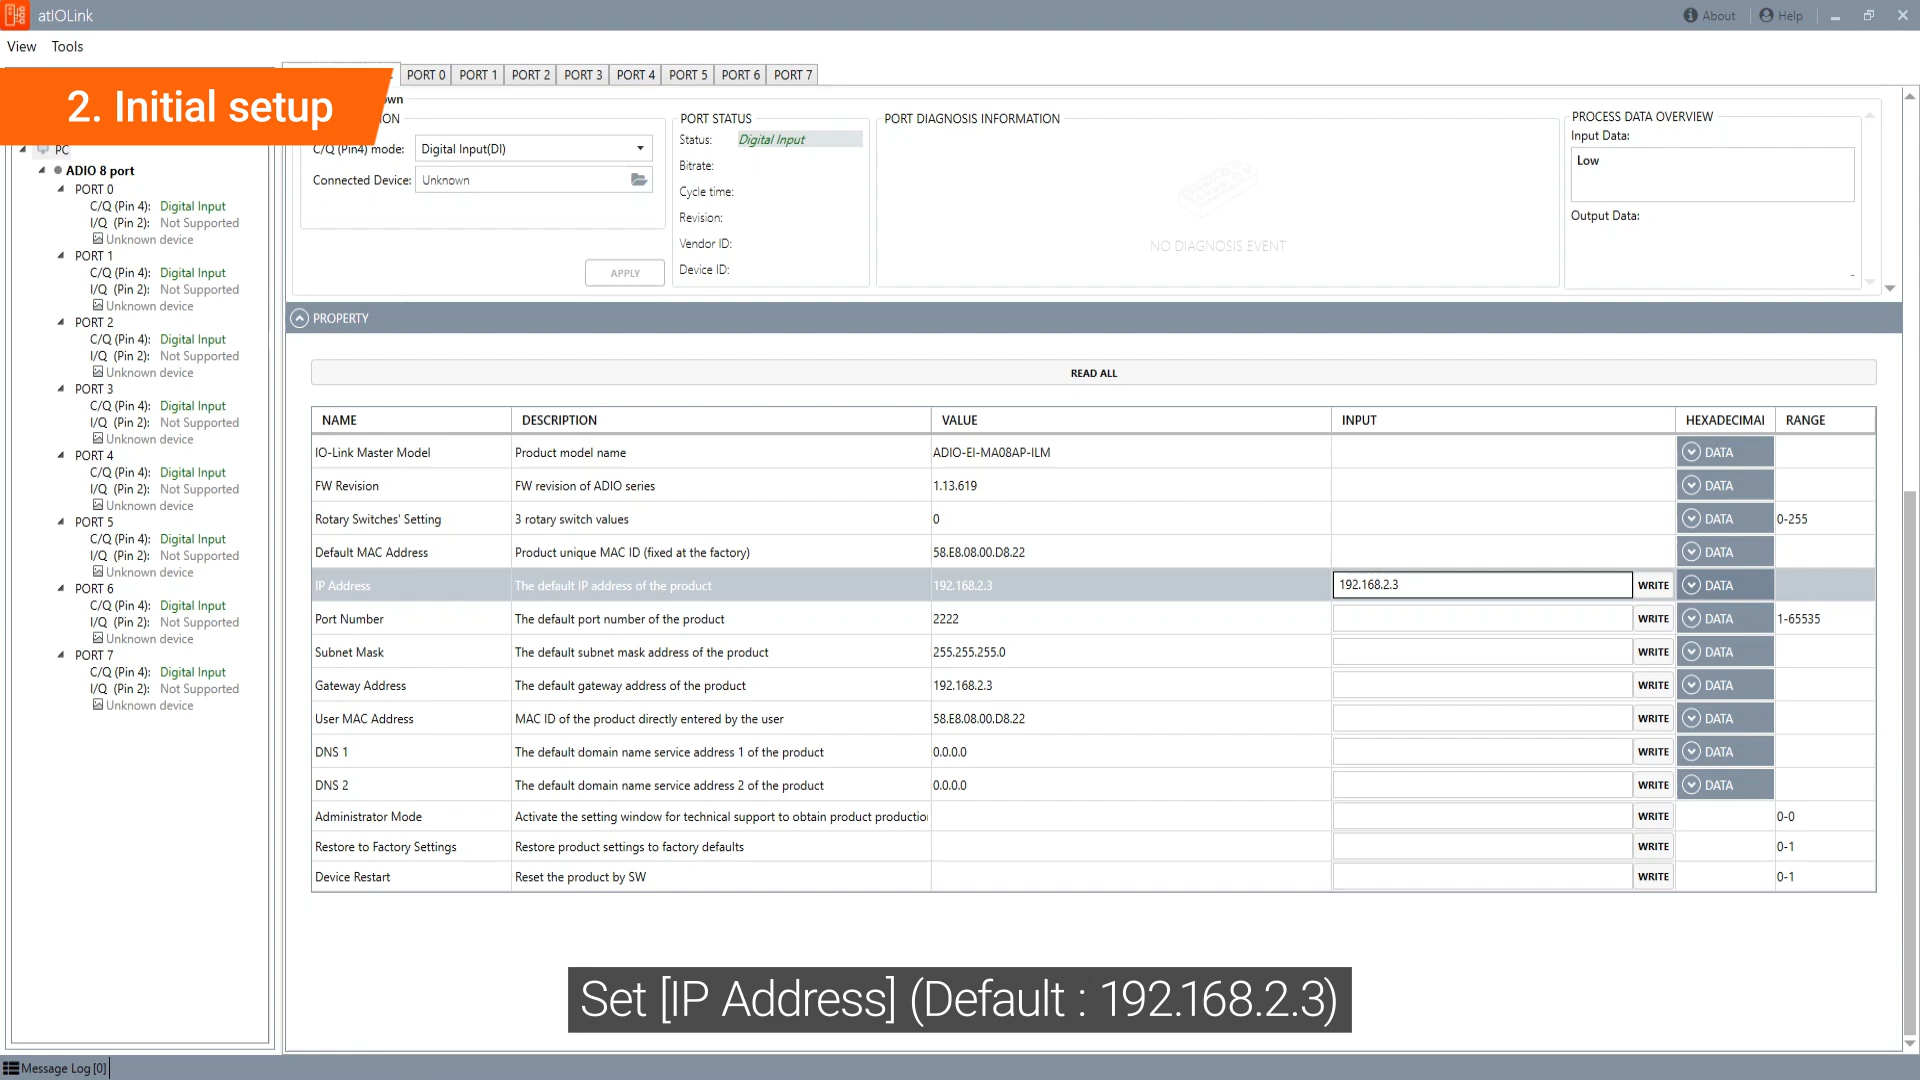 atIOLink
About
Help
View Tools
2. Initial setup
PORT 0 PORT 1 PORT 2 PORT 3 PORT 4 PORT 5 PORT 6 PORT 7
own
ON
C/Q (Pin4) mode: Digital Input(DI)
Connected Device: Unknown
APPLY
PORT STATUS
Status: Digital Input
Bitrate:
Cycle time:
Revision:
Vendor ID:
Device ID:
PORT DIAGNOSIS INFORMATION
NO DIAGNOSIS EVENT
PROCESS DATA OVERVIEW
Input Data:
Low
Output Data:
-
PC
ADIO 8 port
PORT 0
C/Q (Pin 4): Digital Input
I/Q (Pin 2): Not Supported
Unknown device
PORT 1
C/Q (Pin 4): Digital Input
I/Q (Pin 2): Not Supported
Unknown device
PORT 2
C/Q (Pin 4): Digital Input
I/Q (Pin 2): Not Supported
Unknown device
PORT 3
C/Q (Pin 4): Digital Input
I/Q (Pin 2): Not Supported
Unknown device
PORT 4
C/Q (Pin 4): Digital Input
I/Q (Pin 2): Not Supported
Unknown device
PORT 5
C/Q (Pin 4): Digital Input
I/Q (Pin 2): Not Supported
Unknown device
PORT 6
C/Q (Pin 4): Digital Input
I/Q (Pin 2): Not Supported
Unknown device
PORT 7
C/Q (Pin 4): Digital Input
I/Q (Pin 2): Not Supported
Unknown device
PROPERTY
READ ALL
NAME DESCRIPTION VALUE INPUT HEXADECIMAI RANGE
IO-Link Master Model Product model name ADIO-EI-MA08AP-ILM DATA
FW Revision FW revision of ADIO series 1.13.619 DATA
Rotary Switches' Setting 3 rotary switch values 0 DATA 0-255
Default MAC Address Product unique MAC ID (fixed at the factory) 58.E8.08.00.D8.22 DATA
IP Address The default IP address of the product 192.168.2.3 192.168.2.3 WRITE DATA
Port Number The default port number of the product 2222 WRITE DATA 1-65535
Subnet Mask The default subnet mask address of the product 255.255.255.0 WRITE DATA
Gateway Address The default gateway address of the product 192.168.2.3 WRITE DATA
User MAC Address MAC ID of the product directly entered by the user 58.E8.08.00.D8.22 WRITE DATA
DNS 1 The default domain name service address 1 of the product 0.0.0.0 WRITE DATA
DNS 2 The default domain name service address 2 of the product 0.0.0.0 WRITE DATA
Administrator Mode Activate the setting window for technical support to obtain product production WRITE 0-0
Restore to Factory Settings Restore product settings to factory defaults WRITE 0-1
Device Restart Reset the product by SW WRITE 0-1
Set [IP Address] (Default : 192.168.2.3)
Message Log [0]